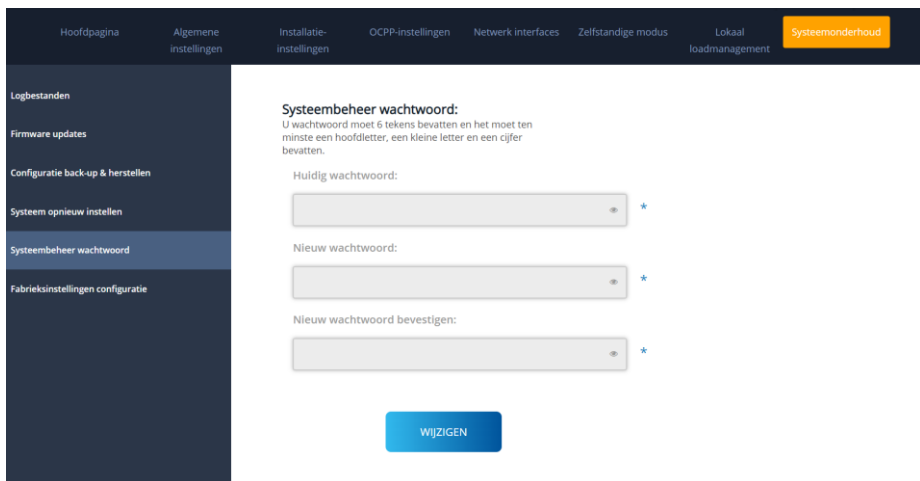 Hoofdpagina
Algemene
instellingen
Installatie-
instellingen
OCPP-instellingen
Netwerk interfaces
Zelfstandige modus
Lokaal
loadmanagement
Systeemonderhoud
Logbestanden
Firmware updates
Configuratie back-up & herstellen
Systeem opnieuw instellen
Systeembeheer wachtwoord
Fabrieksinstellingen configuratie
Systeembeheer wachtwoord:
U wachtwoord moet 6 tekens bevatten en het moet ten
minste een hoofdletter, een kleine letter en een cijfer
bevatten.
Huidig wachtwoord:
*
Nieuw wachtwoord:
*
Nieuw wachtwoord bevestigen:
*
WIJZIGEN